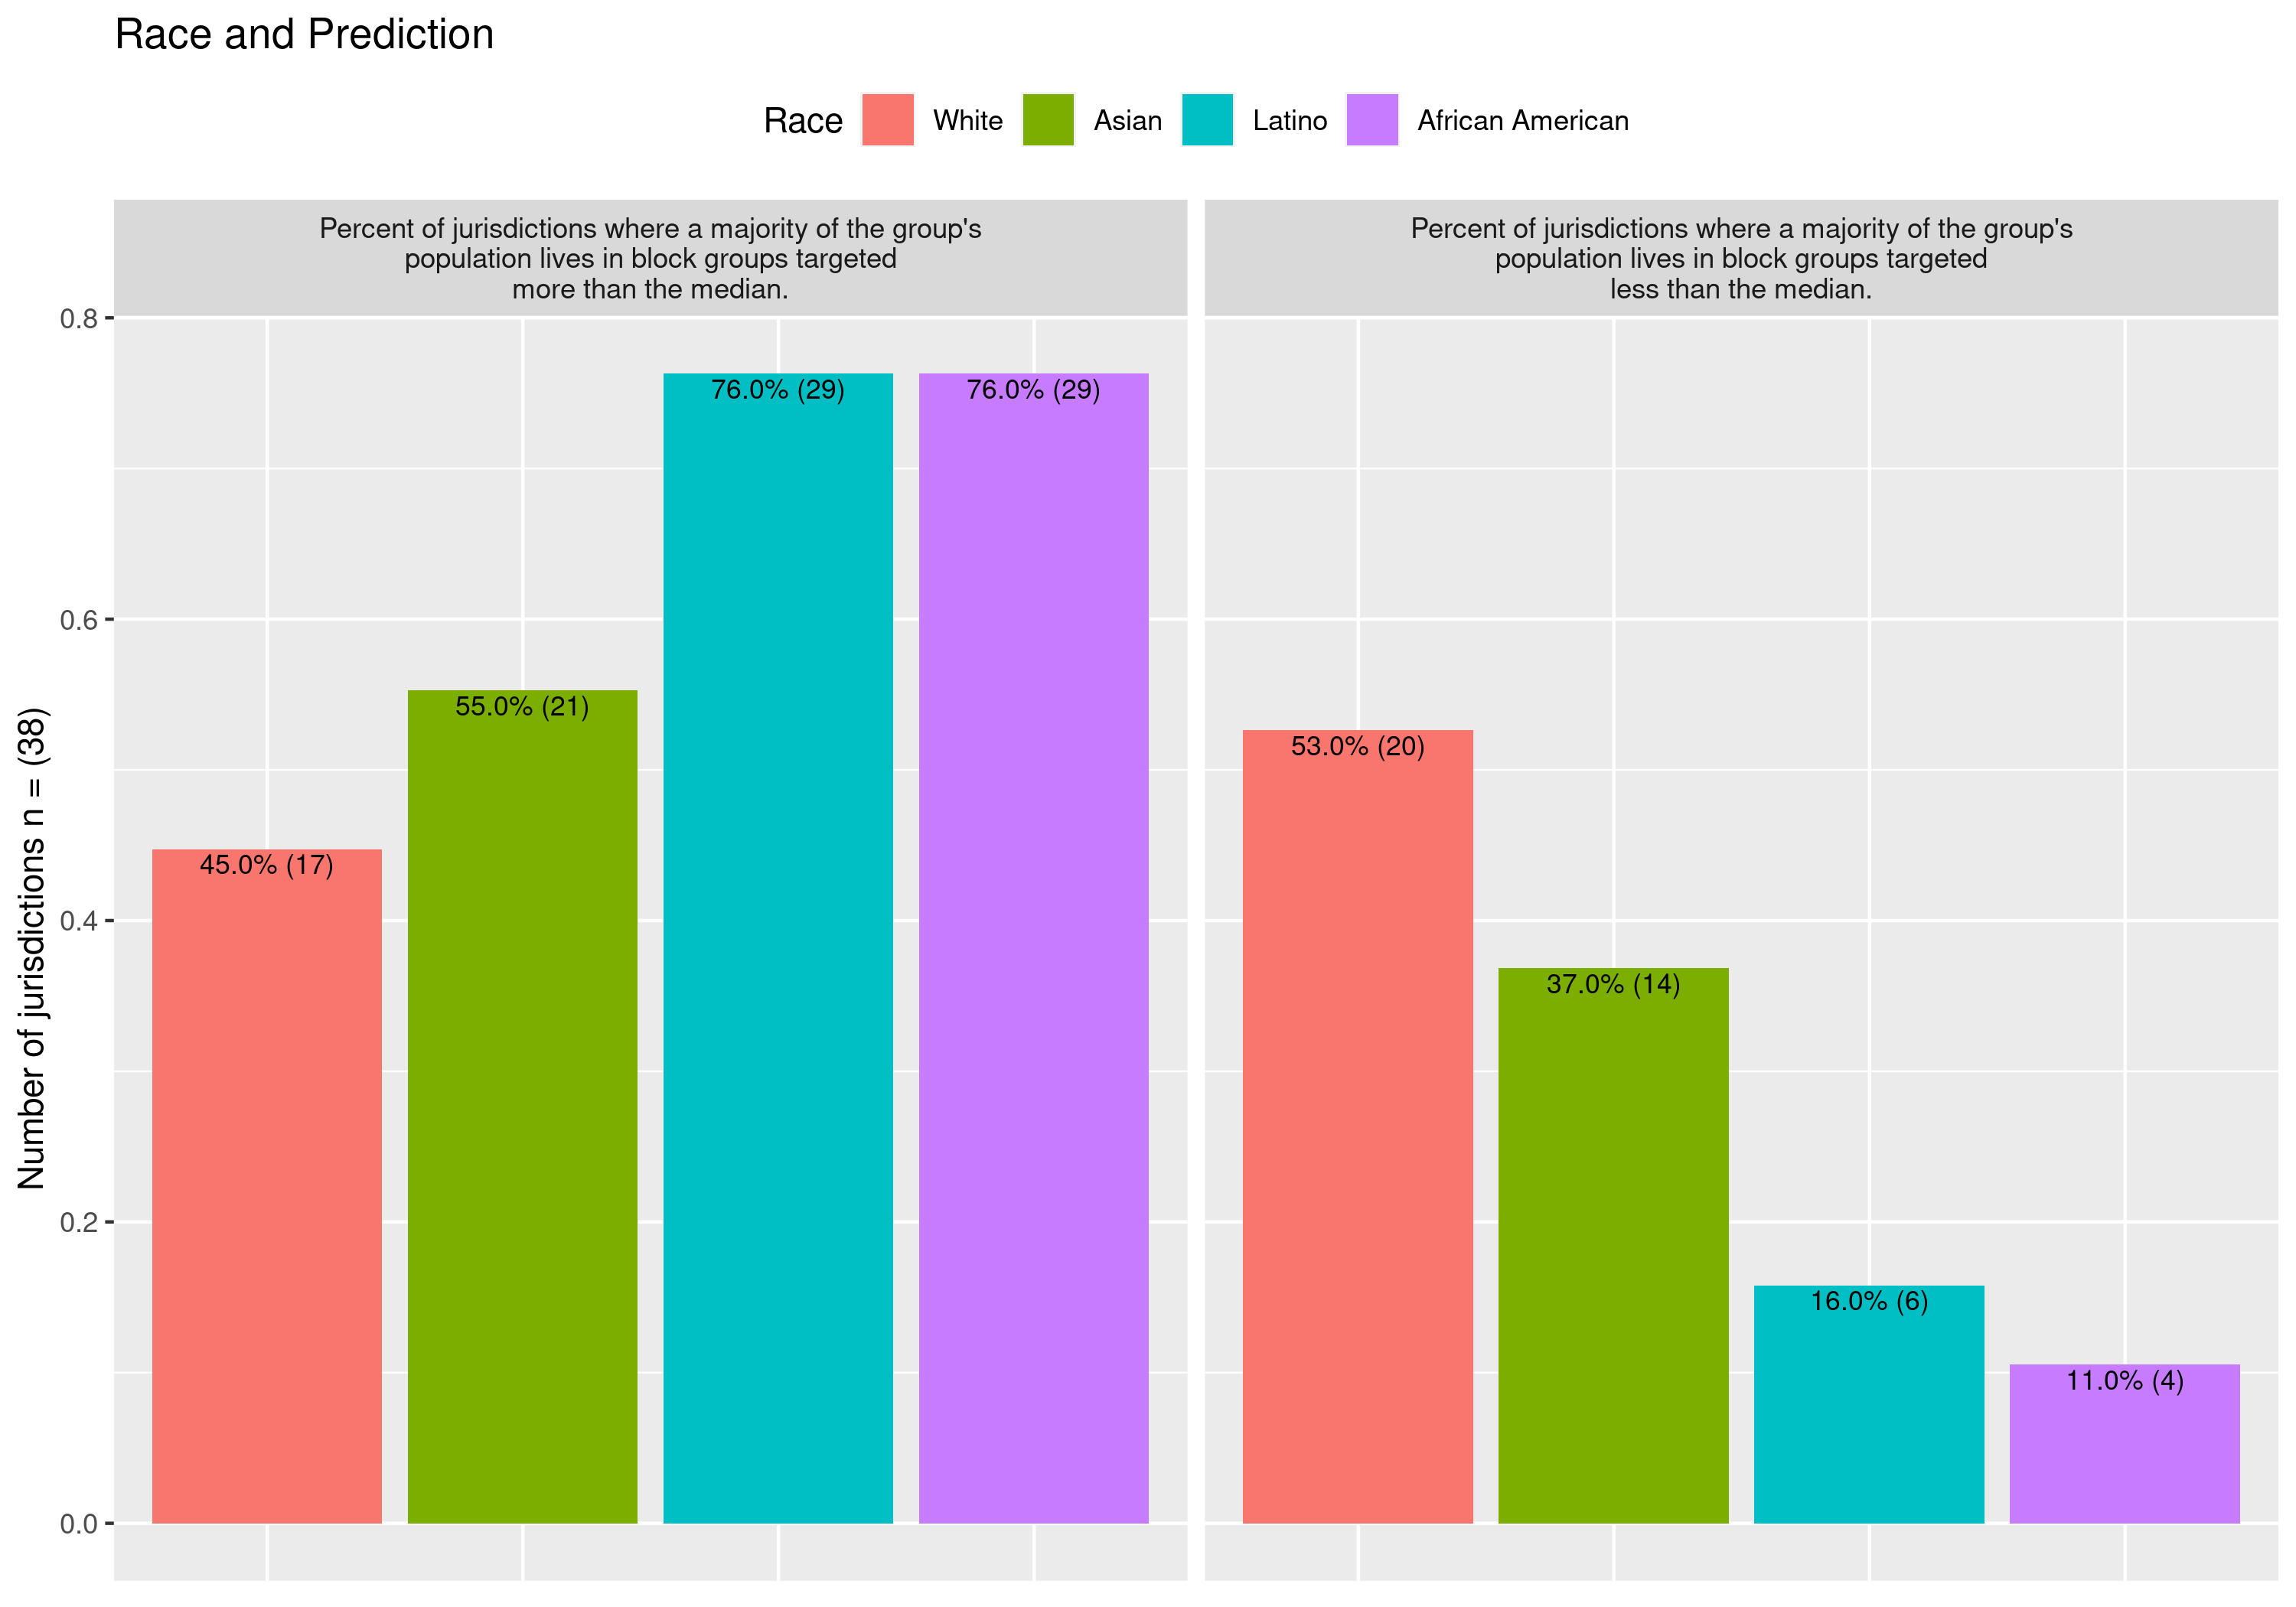 Race and Prediction
Race White Asian Latino African American
Percent of jurisdictions where a majority of the group's
population lives in block groups targeted
more than the median.
Percent of jurisdictions where a majority of the group's
population lives in block groups targeted
less than the median.
Number of jurisdictions n = (38)
0.8
0.6
0.4
0.2
0.0
45.0% (17)
55.0% (21)
76.0% (29)
76.0% (29)
53.0% (20)
37.0% (14)
16.0% (6)
11.0% (4)